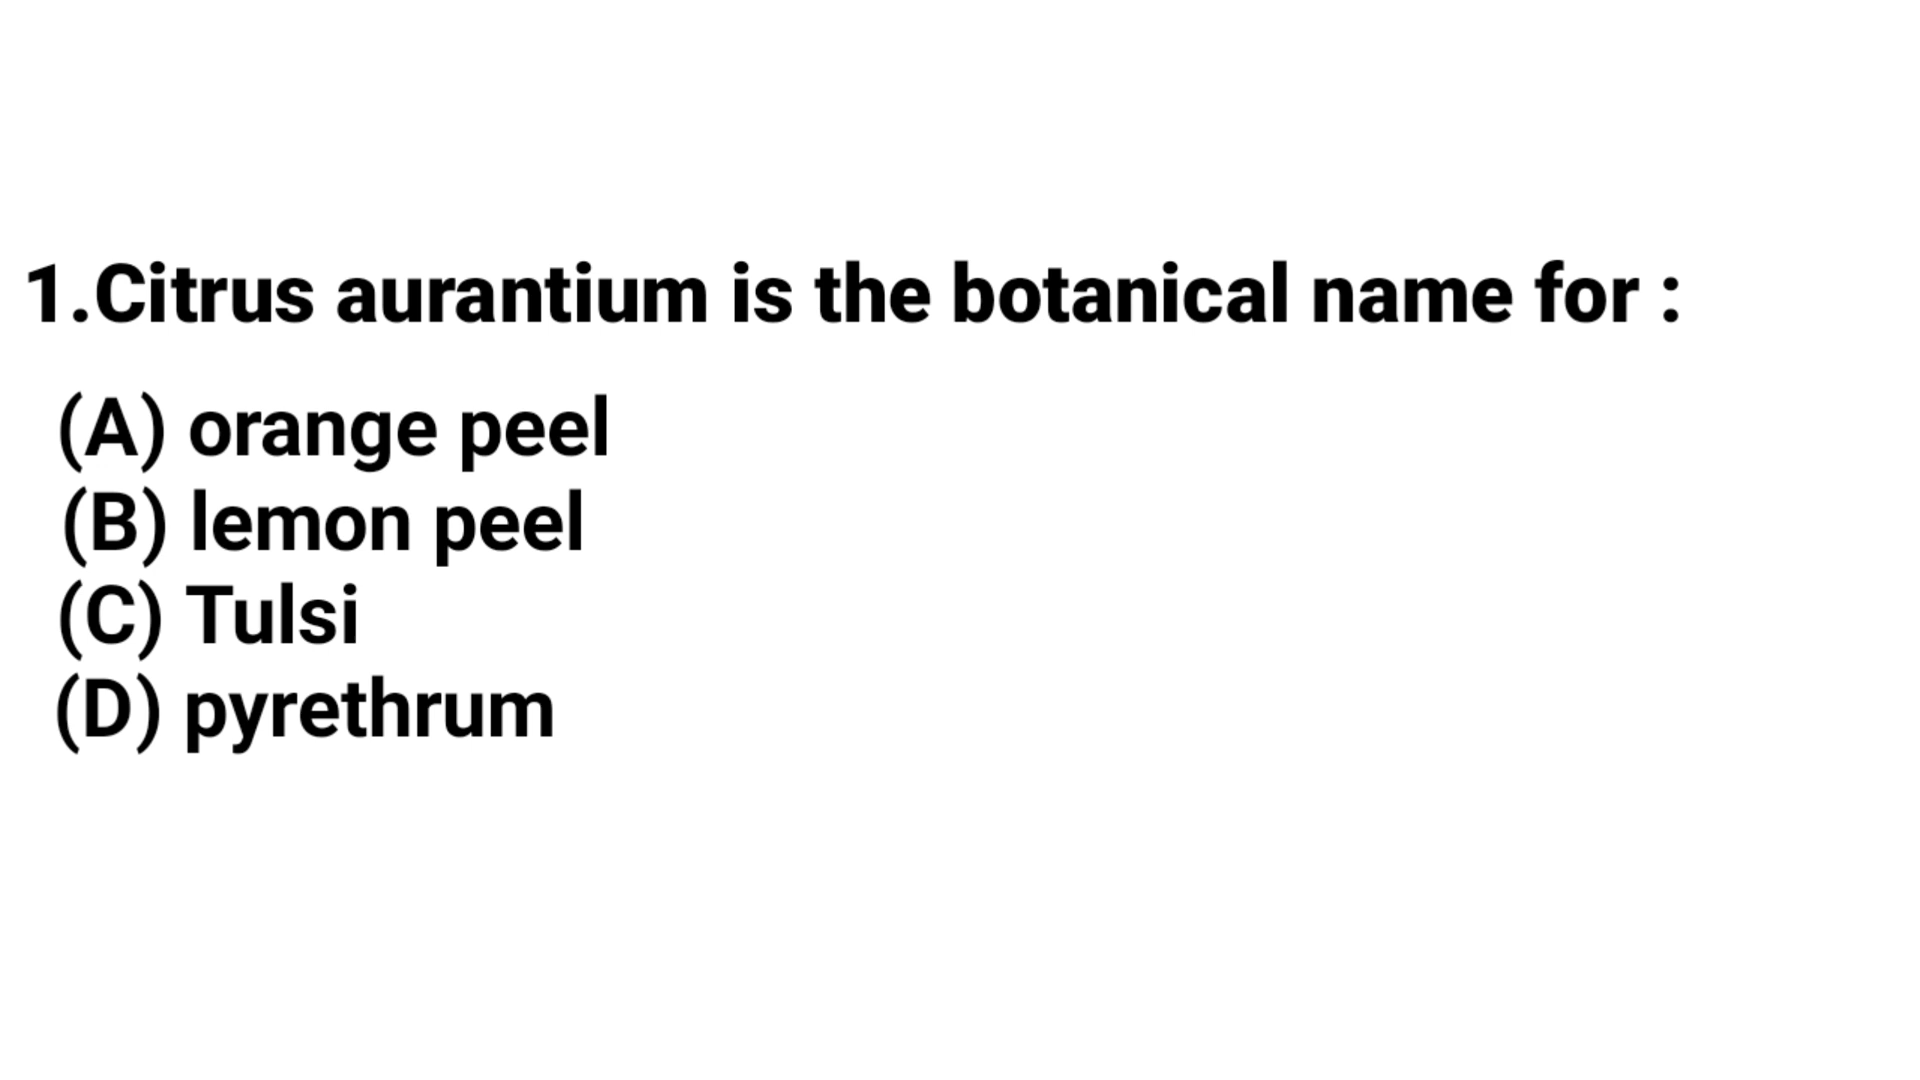 1.Citrus aurantium is the botanical name for :
(A) orange peel
(B) lemon peel
(C) Tulsi
(D) pyrethrum